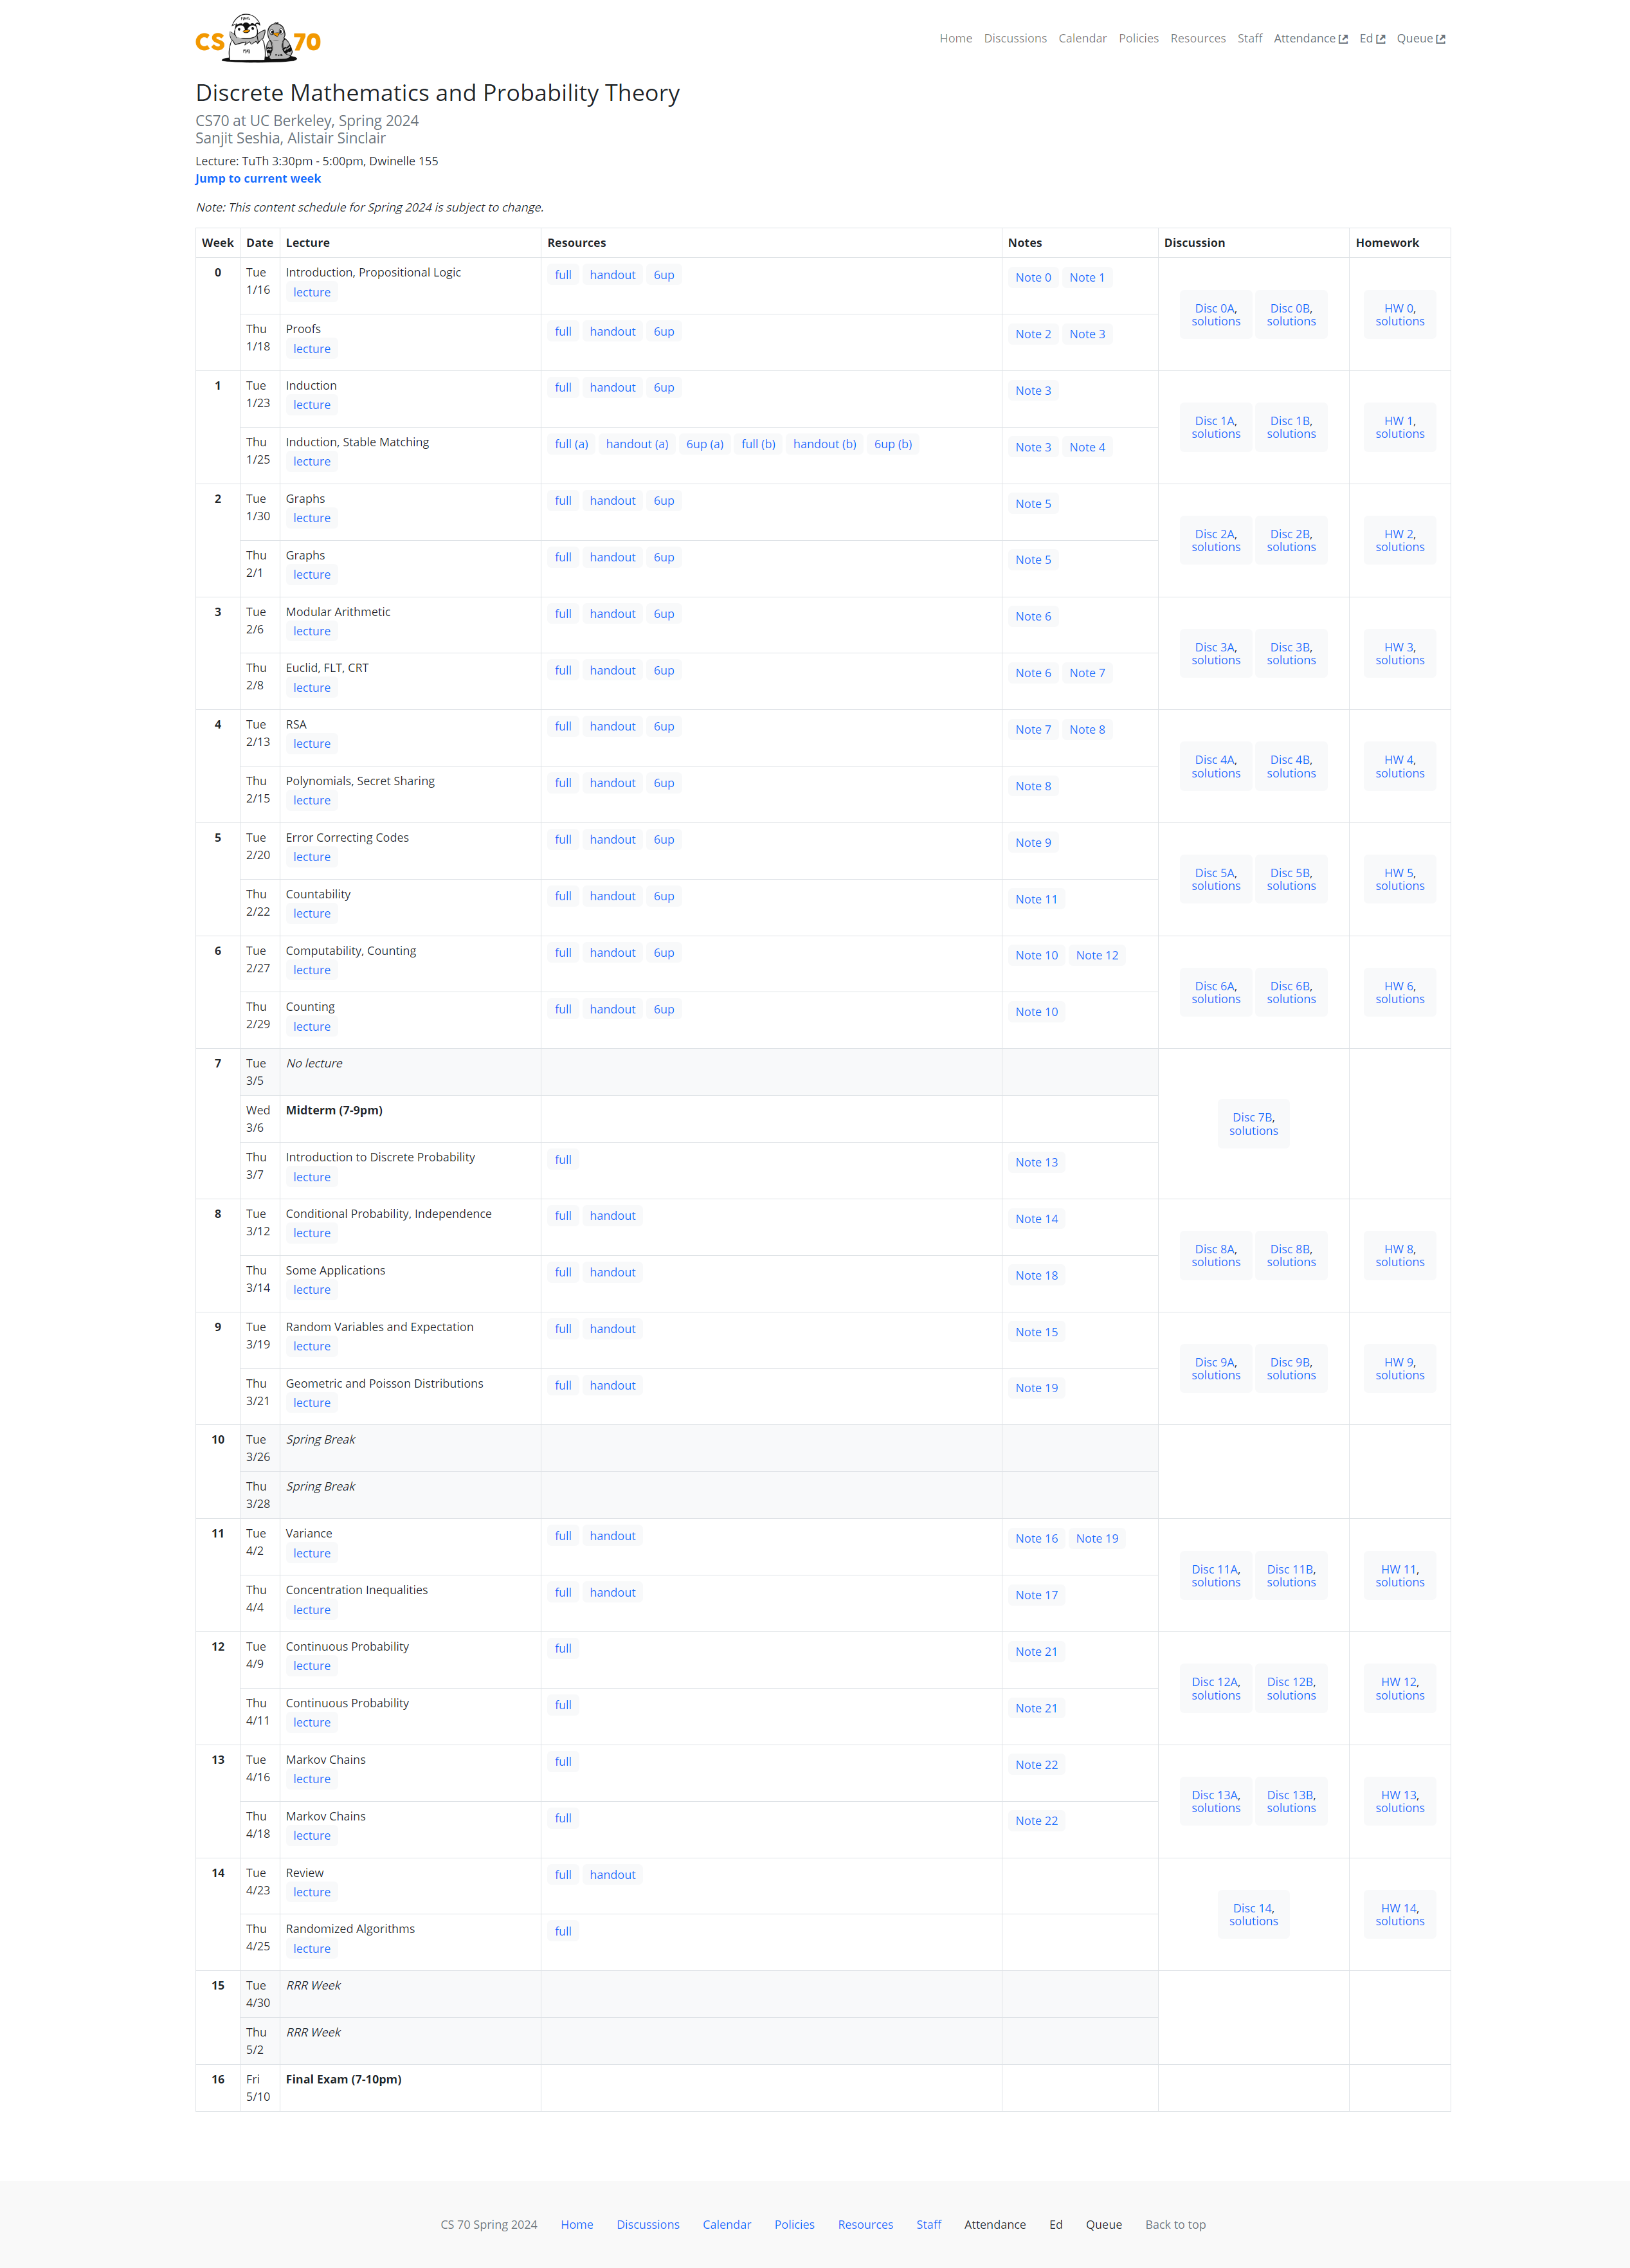 CS 70
Home Discussions Calendar Policies Resources Staff Attendance Ed Queue
Discrete Mathematics and Probability Theory
CS70 at UC Berkeley, Spring 2024
Sanjit Seshia, Alistair Sinclair
Lecture: TuTh 3:30pm - 5:00pm, Dwinelle 155
Jump to current week
Note: This content schedule for Spring 2024 is subject to change.
Week Date Lecture Resources Notes Discussion Homework
0 Tue 1/16 Introduction, Propositional Logic full handout 6up Note 0 Note 1
lecture
Disc 0A, solutions Disc 0B, solutions HW 0, solutions
Thu 1/18 Proofs full handout 6up Note 2 Note 3
lecture
1 Tue 1/23 Induction full handout 6up Note 3
lecture
Disc 1A, solutions Disc 1B, solutions HW 1, solutions
Thu 1/25 Induction, Stable Matching full (a) handout (a) 6up (a) full (b) handout (b) 6up (b) Note 3 Note 4
lecture
2 Tue 1/30 Graphs full handout 6up Note 5
lecture
Disc 2A, solutions Disc 2B, solutions HW 2, solutions
Thu 2/1 Graphs full handout 6up Note 5
lecture
3 Tue 2/6 Modular Arithmetic full handout 6up Note 6
lecture
Disc 3A, solutions Disc 3B, solutions HW 3, solutions
Thu 2/8 Euclid, FLT, CRT full handout 6up Note 6 Note 7
lecture
4 Tue 2/13 RSA full handout 6up Note 7 Note 8
lecture
Disc 4A, solutions Disc 4B, solutions HW 4, solutions
Thu 2/15 Polynomials, Secret Sharing full handout 6up Note 8
lecture
5 Tue 2/20 Error Correcting Codes full handout 6up Note 9
lecture
Disc 5A, solutions Disc 5B, solutions HW 5, solutions
Thu 2/22 Countability full handout 6up Note 11
lecture
6 Tue 2/27 Computability, Counting full handout 6up Note 10 Note 12
lecture
Disc 6A, solutions Disc 6B, solutions HW 6, solutions
Thu 2/29 Counting full handout 6up Note 10
lecture
7 Tue 3/5 No lecture
Wed 3/6 Midterm (7-9pm)
Disc 7B, solutions
Thu 3/7 Introduction to Discrete Probability full Note 13
lecture
8 Tue 3/12 Conditional Probability, Independence full handout Note 14
lecture
Disc 8A, solutions Disc 8B, solutions HW 8, solutions
Thu 3/14 Some Applications full handout Note 18
lecture
9 Tue 3/19 Random Variables and Expectation full handout Note 15
lecture
Disc 9A, solutions Disc 9B, solutions HW 9, solutions
Thu 3/21 Geometric and Poisson Distributions full handout Note 19
lecture
10 Tue 3/26 Spring Break
Thu 3/28 Spring Break
11 Tue 4/2 Variance full handout Note 16 Note 19
lecture
Disc 11A, solutions Disc 11B, solutions HW 11, solutions
Thu 4/4 Concentration Inequalities full handout Note 17
lecture
12 Tue 4/9 Continuous Probability full Note 21
lecture
Disc 12A, solutions Disc 12B, solutions HW 12, solutions
Thu 4/11 Continuous Probability full Note 21
lecture
13 Tue 4/16 Markov Chains full Note 22
lecture
Disc 13A, solutions Disc 13B, solutions HW 13, solutions
Thu 4/18 Markov Chains full Note 22
lecture
14 Tue 4/23 Review full handout
lecture
Disc 14, solutions HW 14, solutions
Thu 4/25 Randomized Algorithms full
lecture
15 Tue 4/30 RRR Week
Thu 5/2 RRR Week
16 Fri 5/10 Final Exam (7-10pm)
CS 70 Spring 2024 Home Discussions Calendar Policies Resources Staff Attendance Ed Queue Back to top